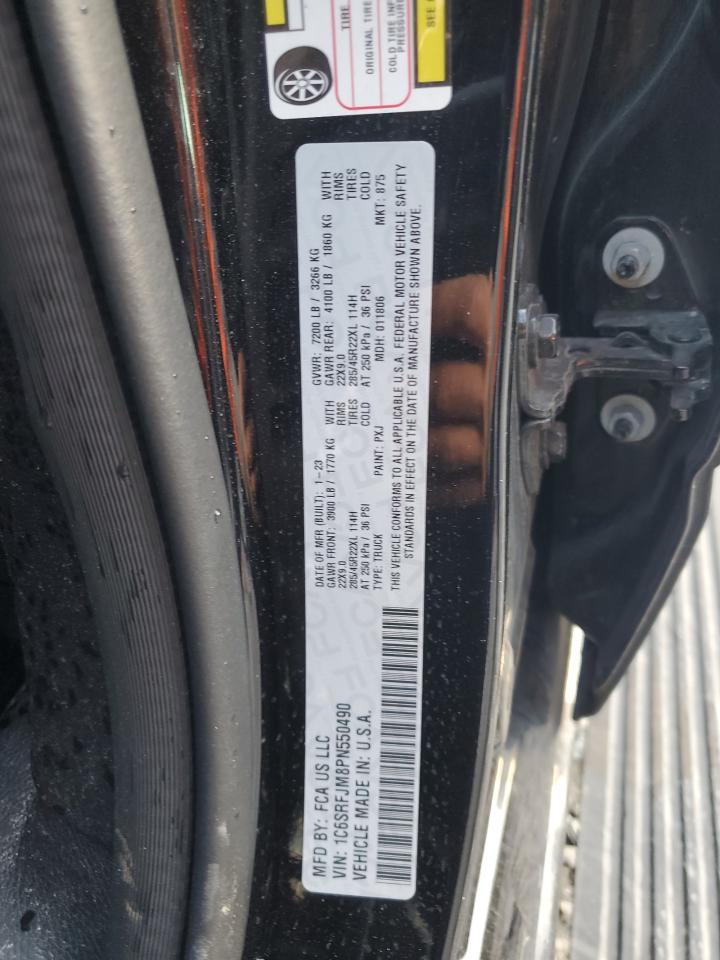 MFD BY: FCA US LLC
VIN: 1C6SRFJM8PN550490
VEHICLE MADE IN: U.S.A.
DATE OF MFR (BUILT): 1-23 GVWR: 7200 LB / 3266 KG
GAWR FRONT: 3900 LB / 1770 KG WITH GAWR REAR: 4100 LB / 1860 KG WITH
22X9.0 RIMS 22X9.0 RIMS
285/45R22XL 114H TIRES 285/45R22XL 114H TIRES
AT 250 kPa / 36 PSI COLD AT 250 kPa / 36 PSI COLD
TYPE: TRUCK PAINT: PXJ MDH: 011806 MKT: 875
THIS VEHICLE CONFORMS TO ALL APPLICABLE U.S.A. FEDERAL MOTOR VEHICLE SAFETY
STANDARDS IN EFFECT ON THE DATE OF MANUFACTURE SHOWN ABOVE.
TIRE
ORIGINAL TIRE
COLD TIRE INF
PRESSURE
SEE